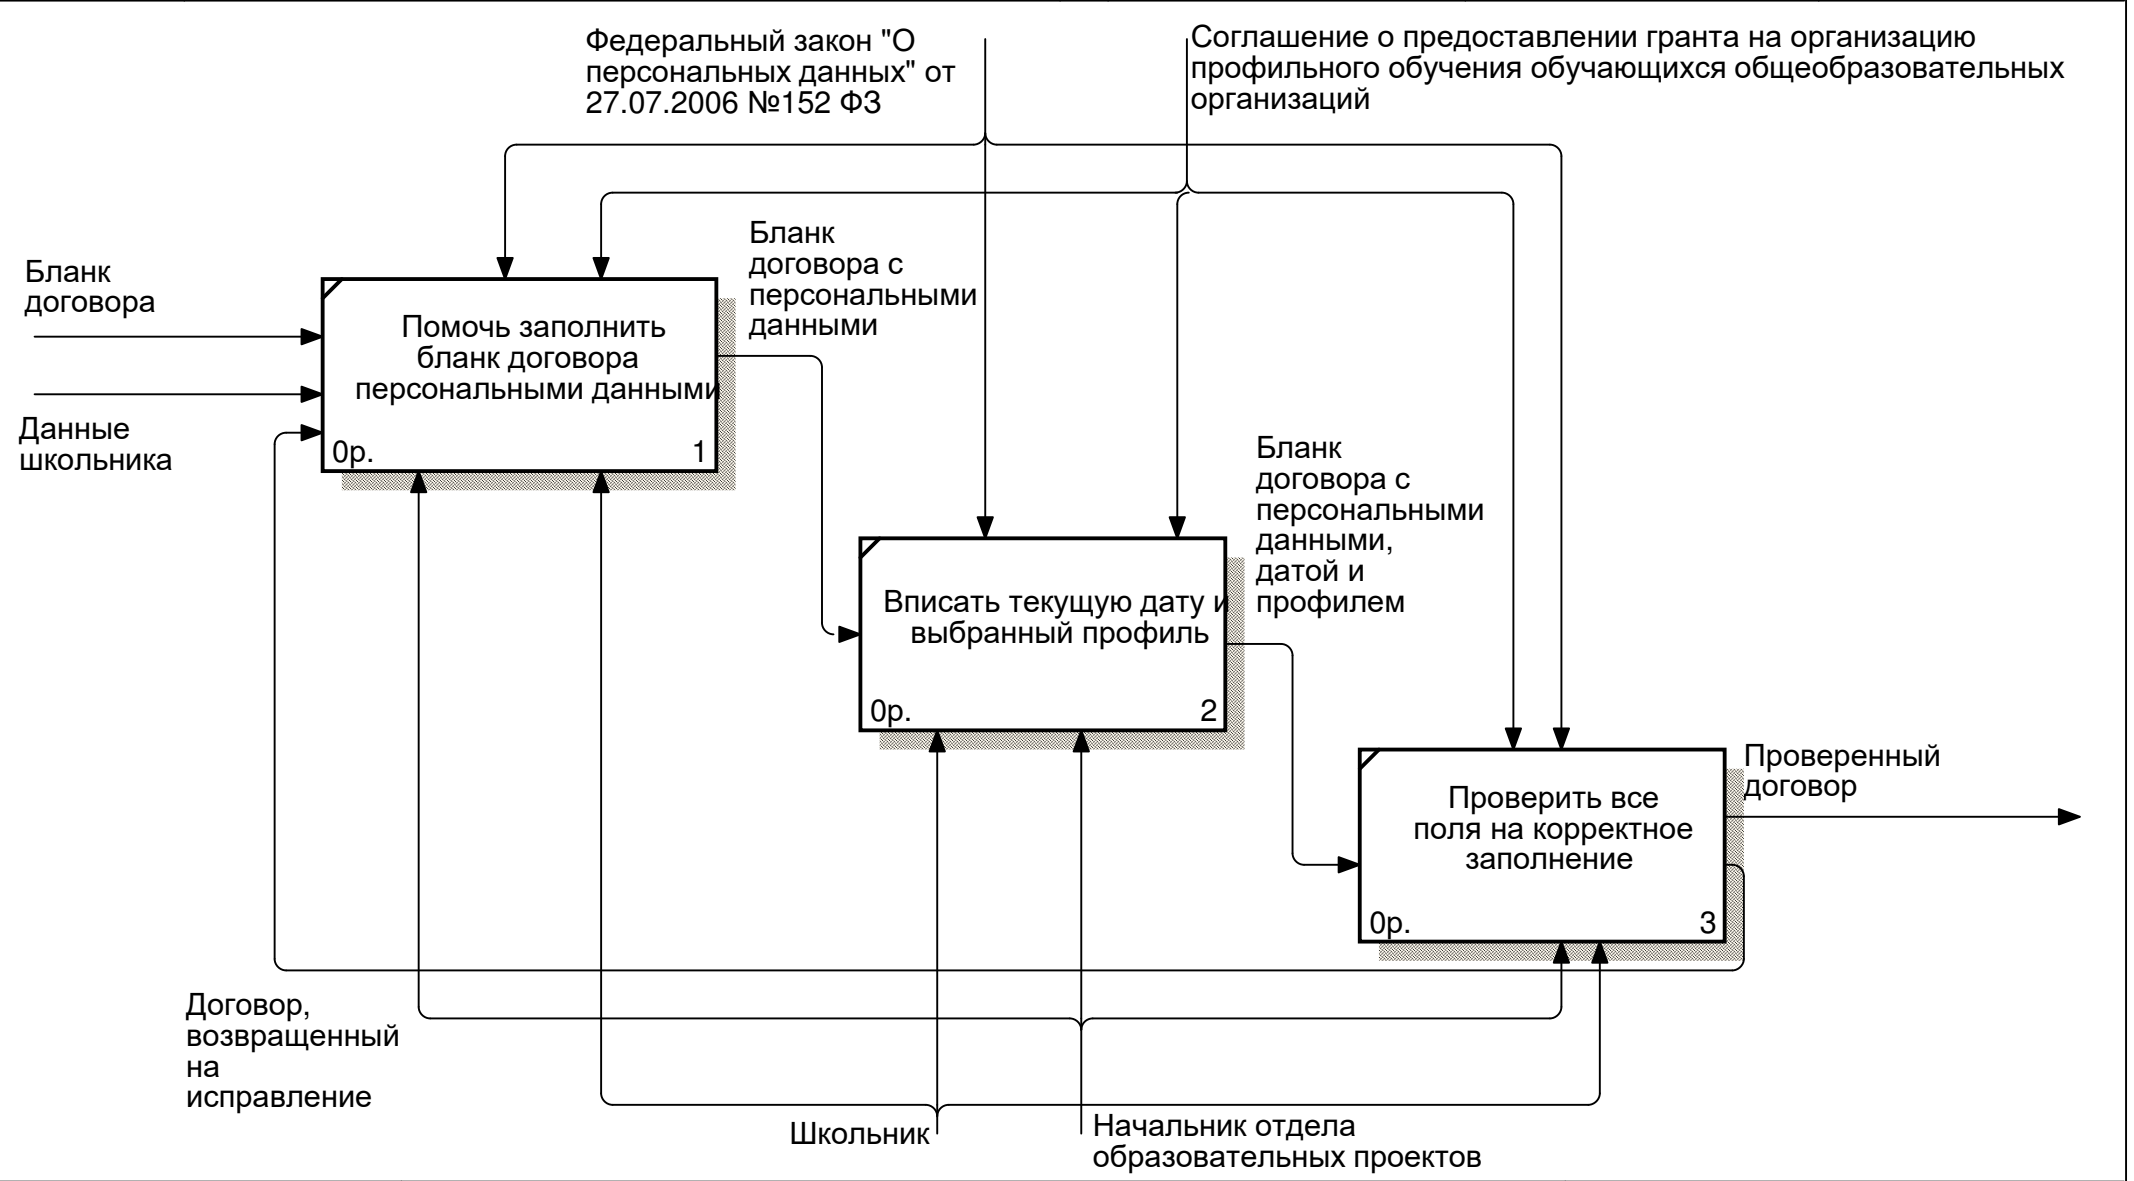 Федеральный закон "О
персональных данных" от
27.07.2006 №152 ФЗ
Соглашение о предоставлении гранта на организацию
профильного обучения обучающихся общеобразовательных
организаций
Бланк
договора
Данные
школьника
Помочь заполнить
бланк договора
персональными данными
0р.
1
Бланк
договора с
персональными
данными
Вписать текущую дату и
выбранный профиль
0р.
2
Бланк
договора с
персональными
данными,
датой и
профилем
Проверить все
поля на корректное
заполнение
0р.
3
Проверенный
договор
Договор,
возвращенный
на
исправление
Школьник
Начальник отдела
образовательных проектов